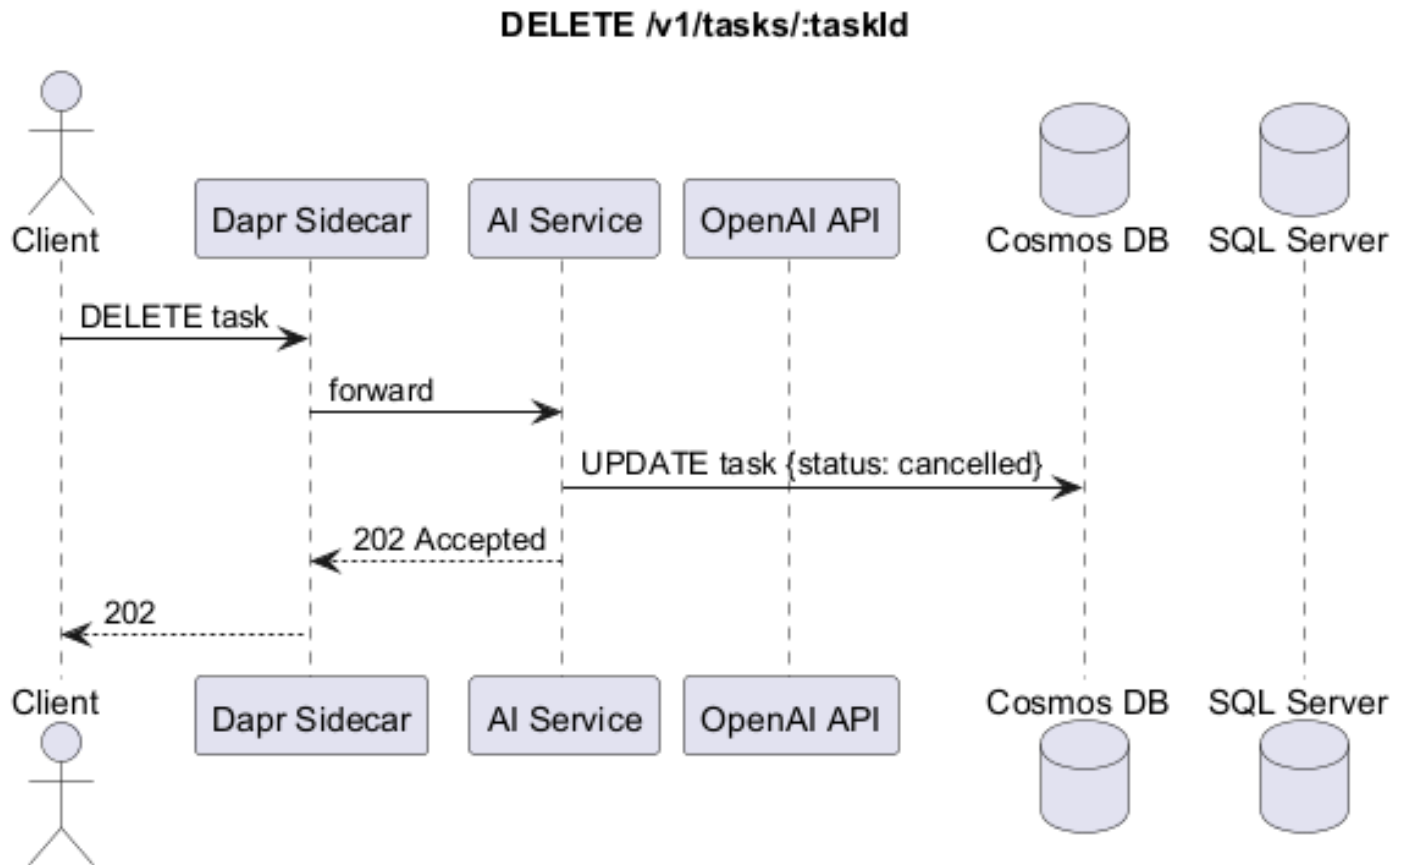 DELETE /v1/tasks/:taskId
Client
Dapr Sidecar
AI Service
OpenAI API
Cosmos DB
SQL Server
DELETE task
forward
UPDATE task {status: cancelled}
202 Accepted
202
Client
Dapr Sidecar
AI Service
OpenAI API
Cosmos DB
SQL Server